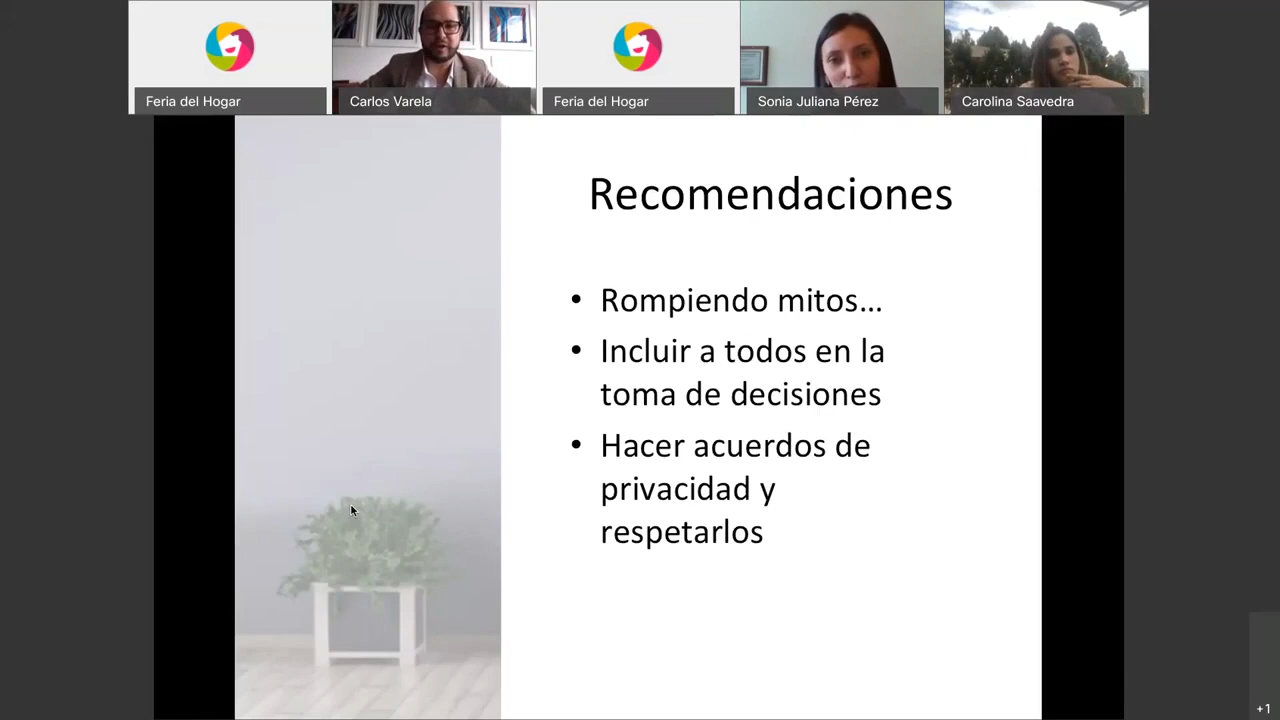 Feria del Hogar
Carlos Varela
Feria del Hogar
Sonia Juliana Pérez
Carolina Saavedra
Recomendaciones
• Rompiendo mitos...
• Incluir a todos en la
toma de decisiones
• Hacer acuerdos de
privacidad y
respetarlos
+1